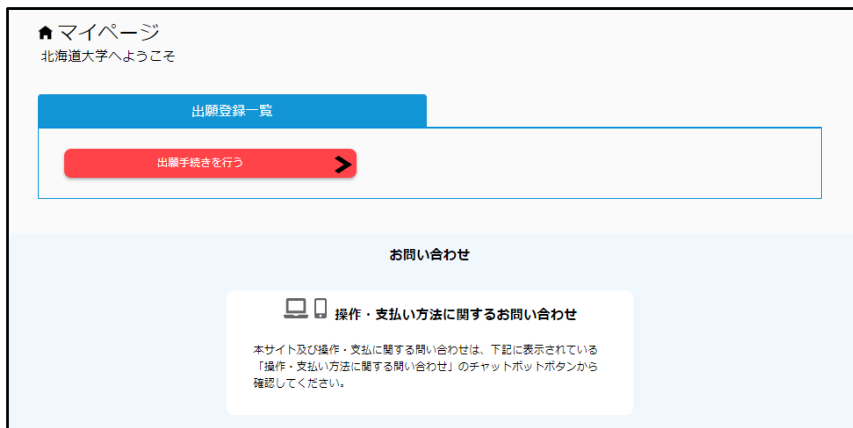 マイページ
北海道大学へようこそ
出願登録一覧
出願手続きを行う
お問い合わせ
操作・支払い方法に関するお問い合わせ
本サイト及び操作・支払に関する問い合わせは、下記に表示されている
「操作・支払い方法に関する問い合わせ」のチャットボットボタンから
確認してください。